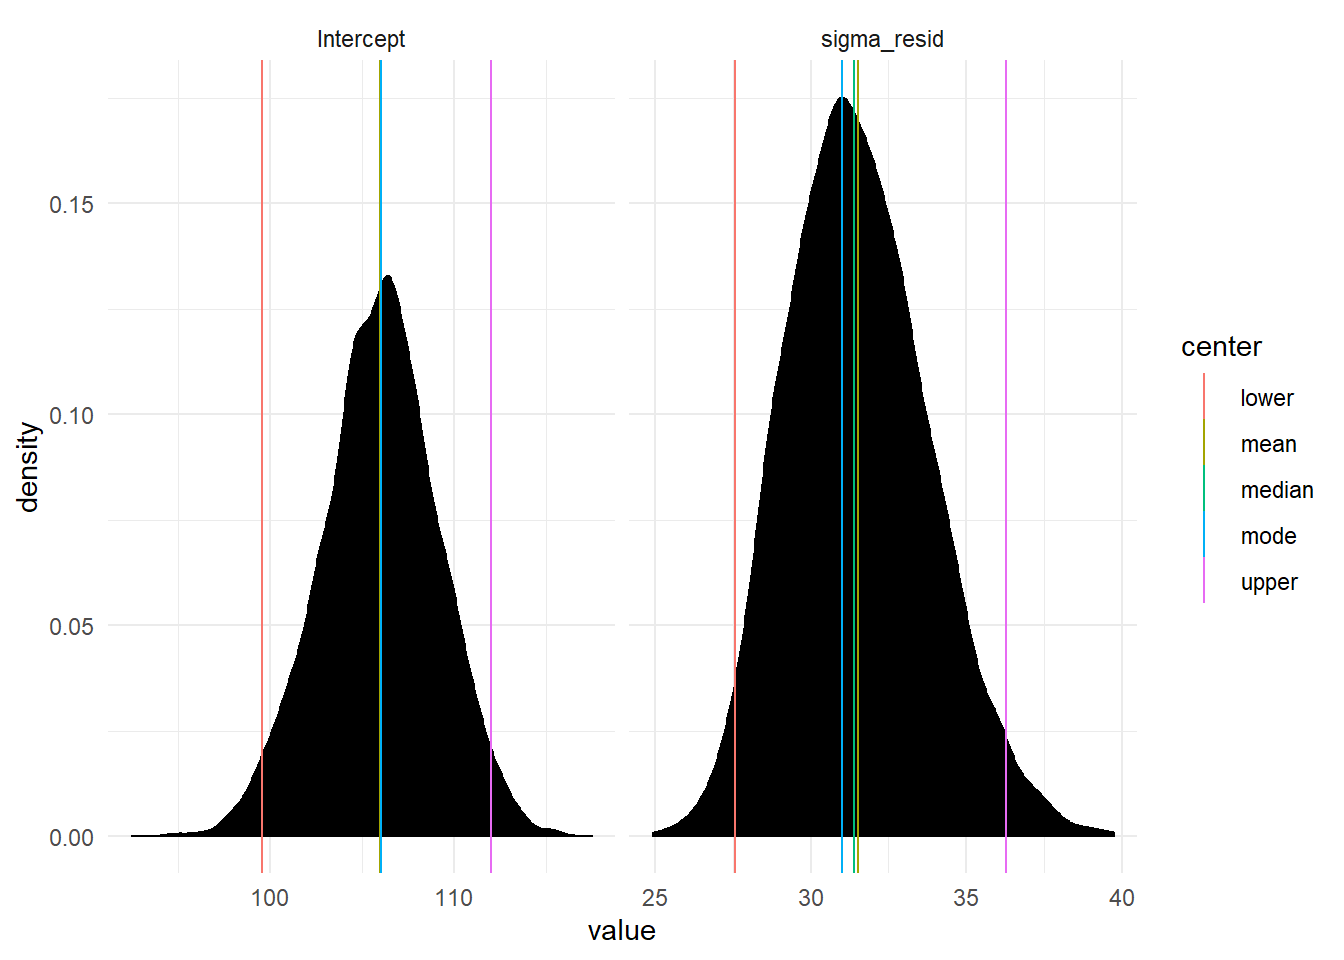 Intercept
sigma_resid
0.15
0.10
0.05
0.00
density
100
110
25
30
35
40
value
center
lower
mean
median
mode
upper